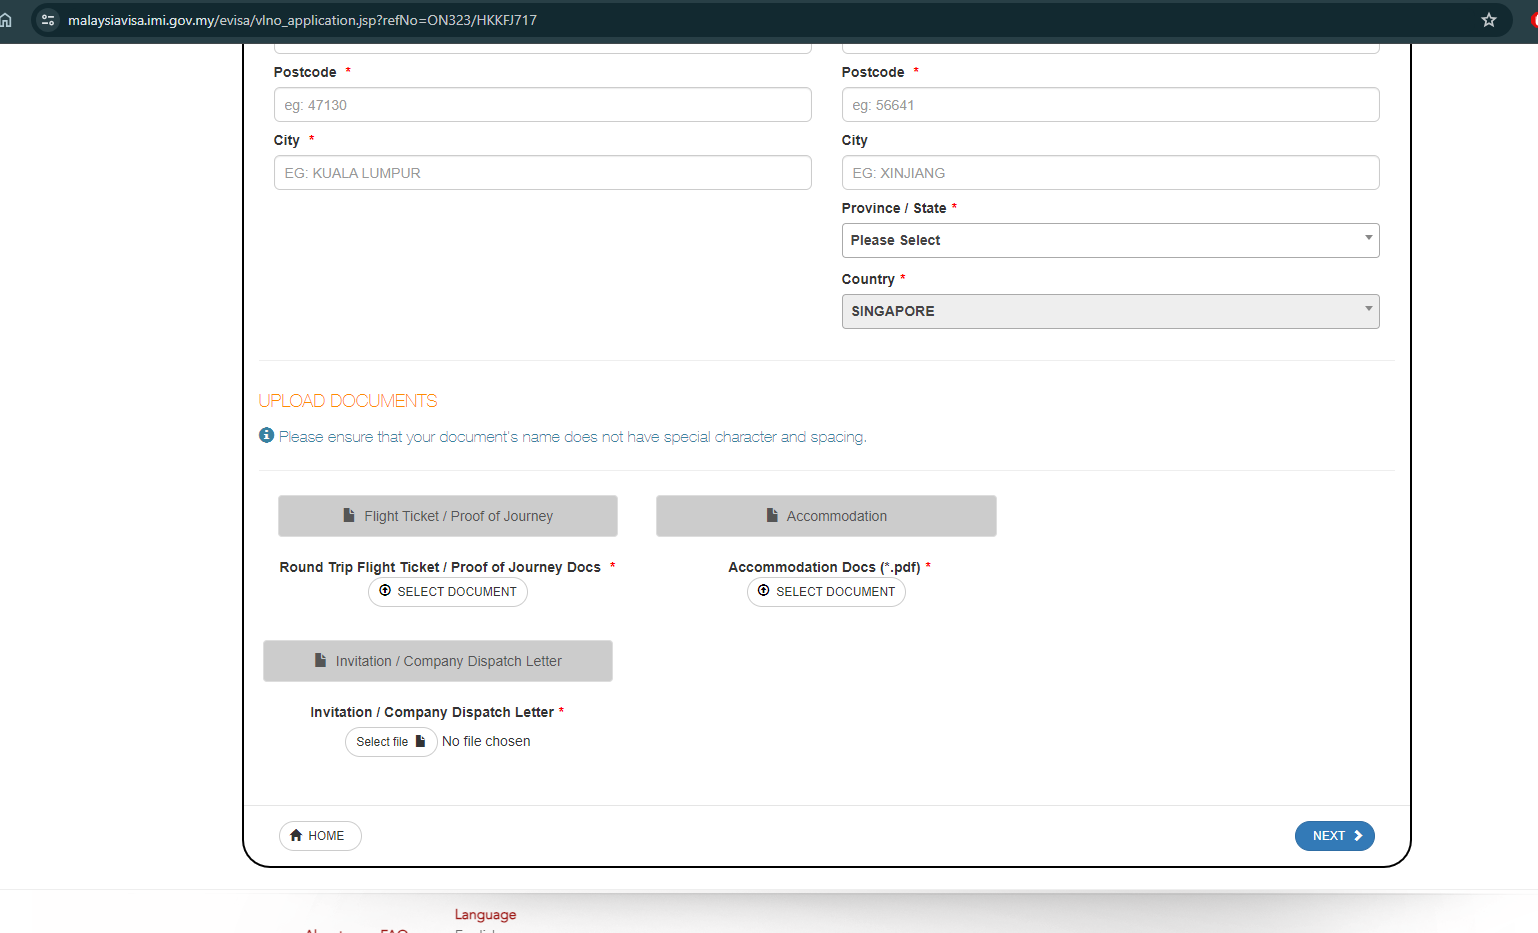 malaysiavisa.imi.gov.my/evisa/vlno_application.jsp?refNo=ON323/HKKFJ717
Postcode *
eg: 47130
City *
EG: KUALA LUMPUR
Postcode *
eg: 56641
City
EG: XINJIANG
Province / State *
Please Select
Country *
SINGAPORE
UPLOAD DOCUMENTS
Please ensure that your document's name does not have special character and spacing.
Flight Ticket / Proof of Journey
Round Trip Flight Ticket / Proof of Journey Docs *
SELECT DOCUMENT
Accommodation
Accommodation Docs (*.pdf) *
SELECT DOCUMENT
Invitation / Company Dispatch Letter
Invitation / Company Dispatch Letter *
Select file No file chosen
HOME
NEXT
Language